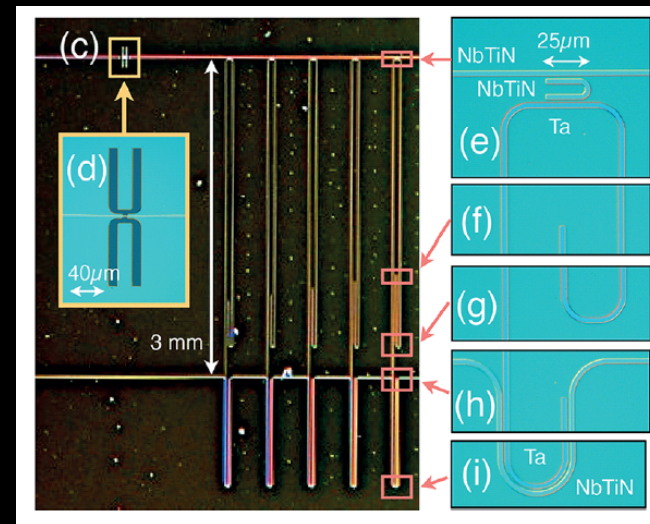 (c)
(d)
40μm
3 mm
NbTiN
25μm
NbTiN
Ta
(e)
(f)
(g)
(h)
(i)
Ta
NbTiN